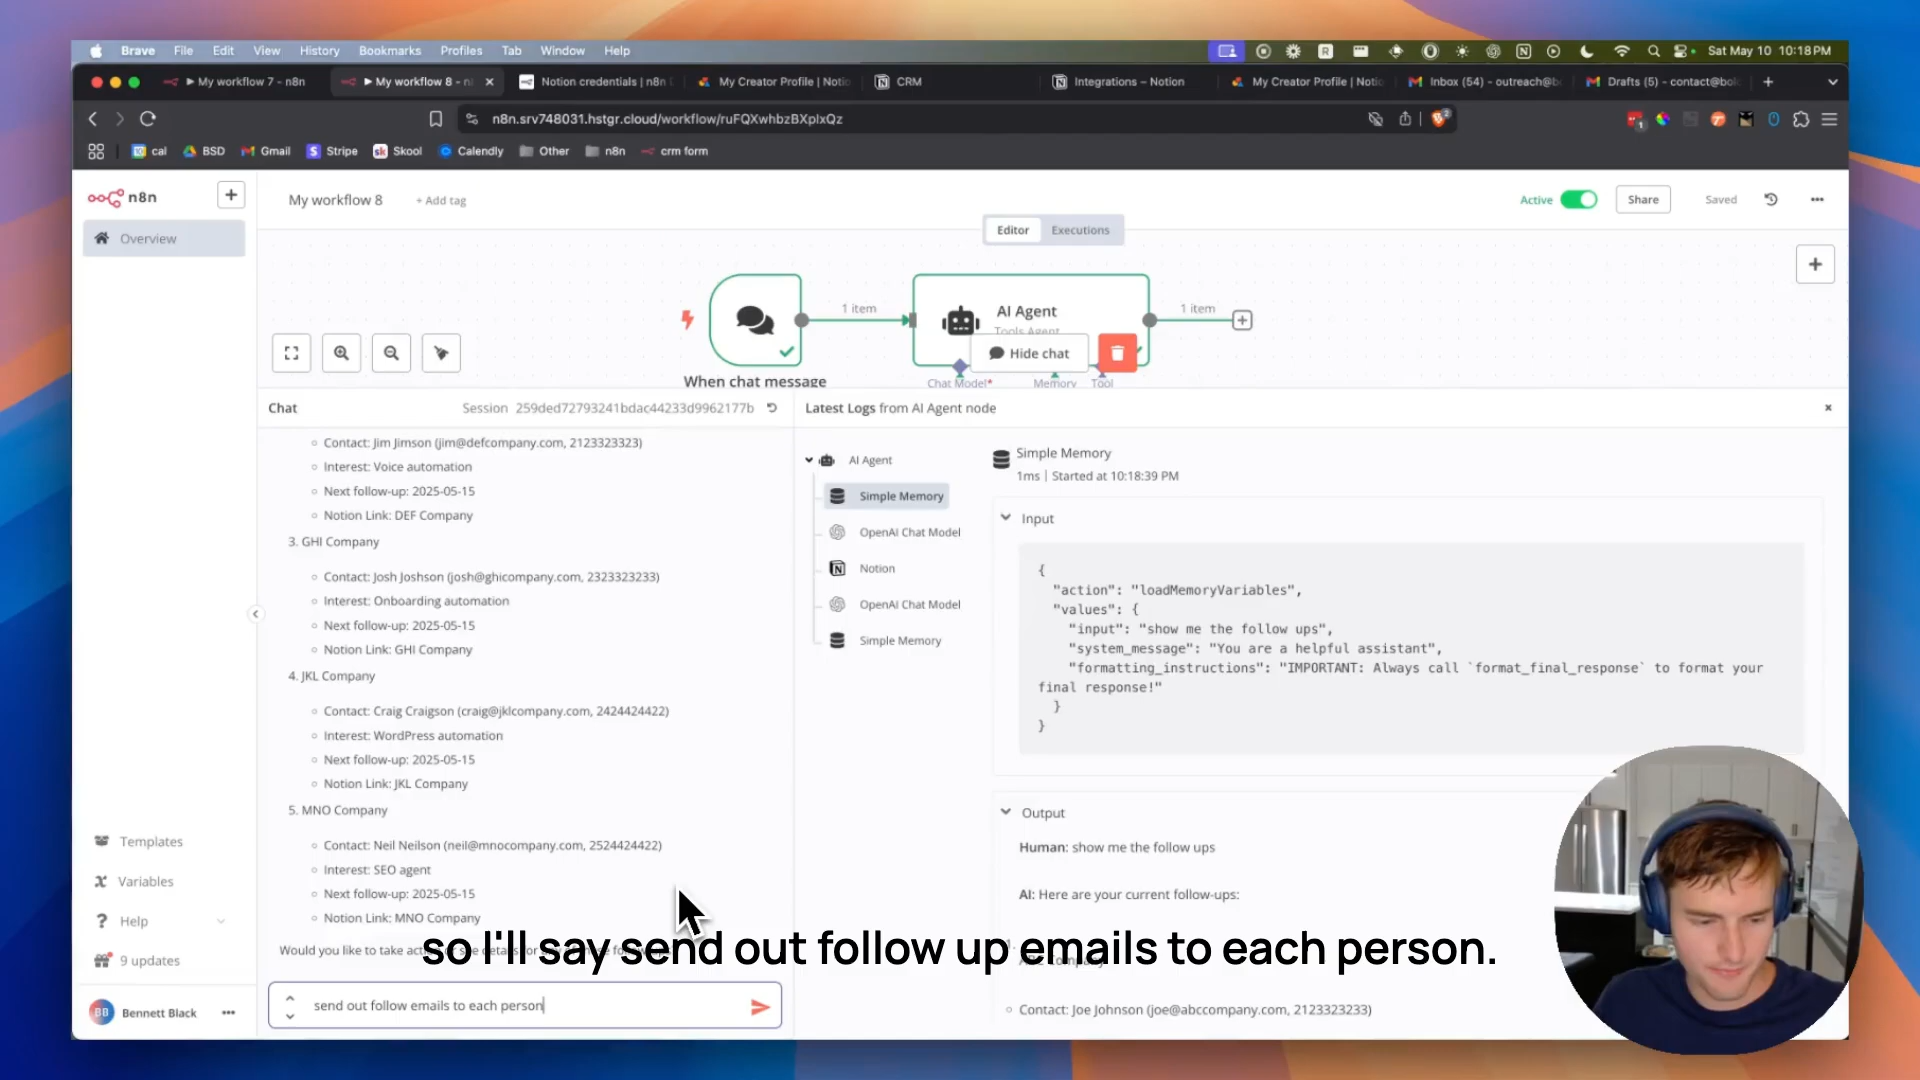 Brave File Edit View History Bookmarks Profiles Tab Window Help
Sat May 10 10:18 PM
My workflow 7 - n8n
My workflow 8 - n
Notion credentials | n8n
My Creator Profile | Notio
CRM
Integrations – Notion
My Creator Profile | Notio
Inbox (54) - outreach@b
Drafts (5) - contact@bol
n8n.srv748031.hstgr.cloud/workflow/ruFQXwhbzBXplxQz
cal BSD Gmail Stripe Skool Calendly Other n8n crm form
n8n
Overview
My workflow 8
+ Add tag
Active
Share
Saved
Editor
Executions
1 item
AI Agent
Tools Agent
1 item
Hide chat
When chat message
Chat Model*
Memory
Tool
Chat
Session 259ded72793241bdac44233d9962177b
Contact: Jim Jimson (jim@defcompany.com, 2123323323)
Interest: Voice automation
Next follow-up: 2025-05-15
Notion Link: DEF Company
3. GHI Company
Contact: Josh Joshson (josh@ghicompany.com, 2323323233)
Interest: Onboarding automation
Next follow-up: 2025-05-15
Notion Link: GHI Company
4. JKL Company
Contact: Craig Craigson (craig@jklcompany.com, 2424424422)
Interest: WordPress automation
Next follow-up: 2025-05-15
Notion Link: JKL Company
5. MNO Company
Contact: Neil Neilson (neil@mnocompany.com, 2524424422)
Interest: SEO agent
Next follow-up: 2025-05-15
Notion Link: MNO Company
Would you like to take
send out follow emails to each person
Latest Logs from AI Agent node
AI Agent
Simple Memory
OpenAI Chat Model
Notion
OpenAI Chat Model
Simple Memory
Simple Memory
1ms | Started at 10:18:39 PM
Input
{
"action": "loadMemoryVariables",
"values": {
"input": "show me the follow ups",
"system_message": "You are a helpful assistant",
"formatting_instructions": "IMPORTANT: Always call `format_final_response` to format your
final response!"
}
}
Output
Human: show me the follow ups
AI: Here are your current follow-ups:
Contact: Joe Johnson (joe@abccompany.com, 2123323233)
Templates
Variables
Help
9 updates
BB
Bennett Black
so I'll say send out follow up emails to each person.